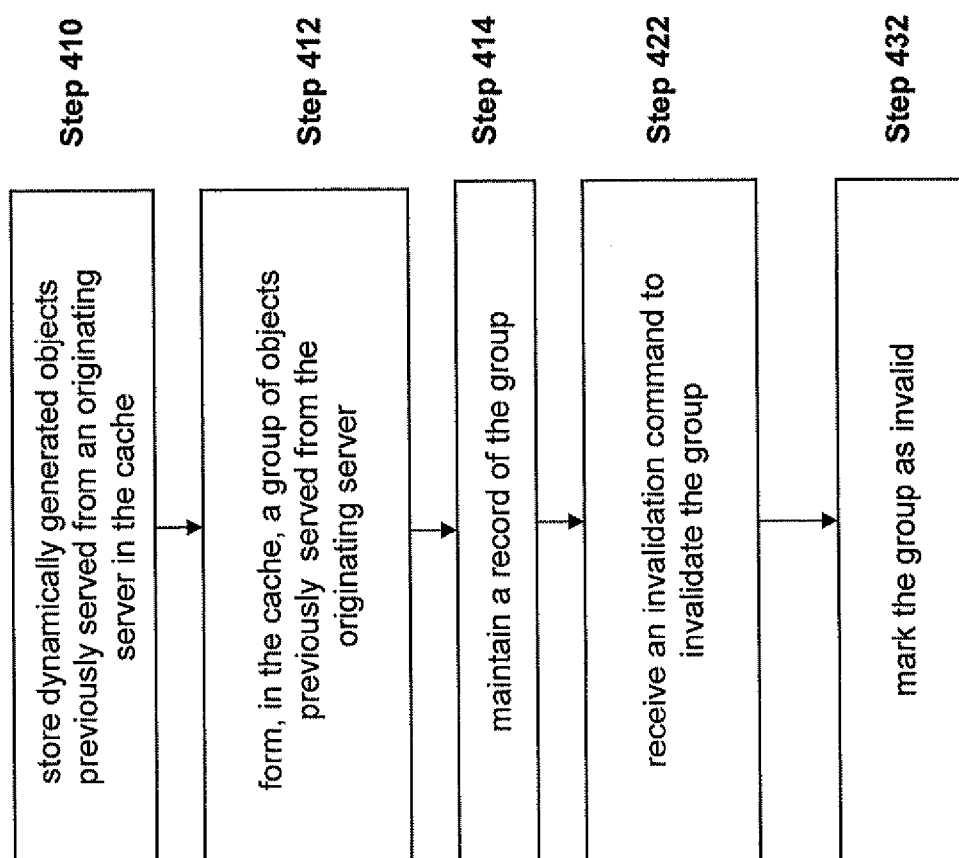 store dynamically generated objects
previously served from an originating
server in the cache
Step 410
form, in the cache, a group of objects
previously served from the
originating server
Step 412
maintain a record of the group
Step 414
receive an invalidation command to
invalidate the group
Step 422
mark the group as invalid
Step 432